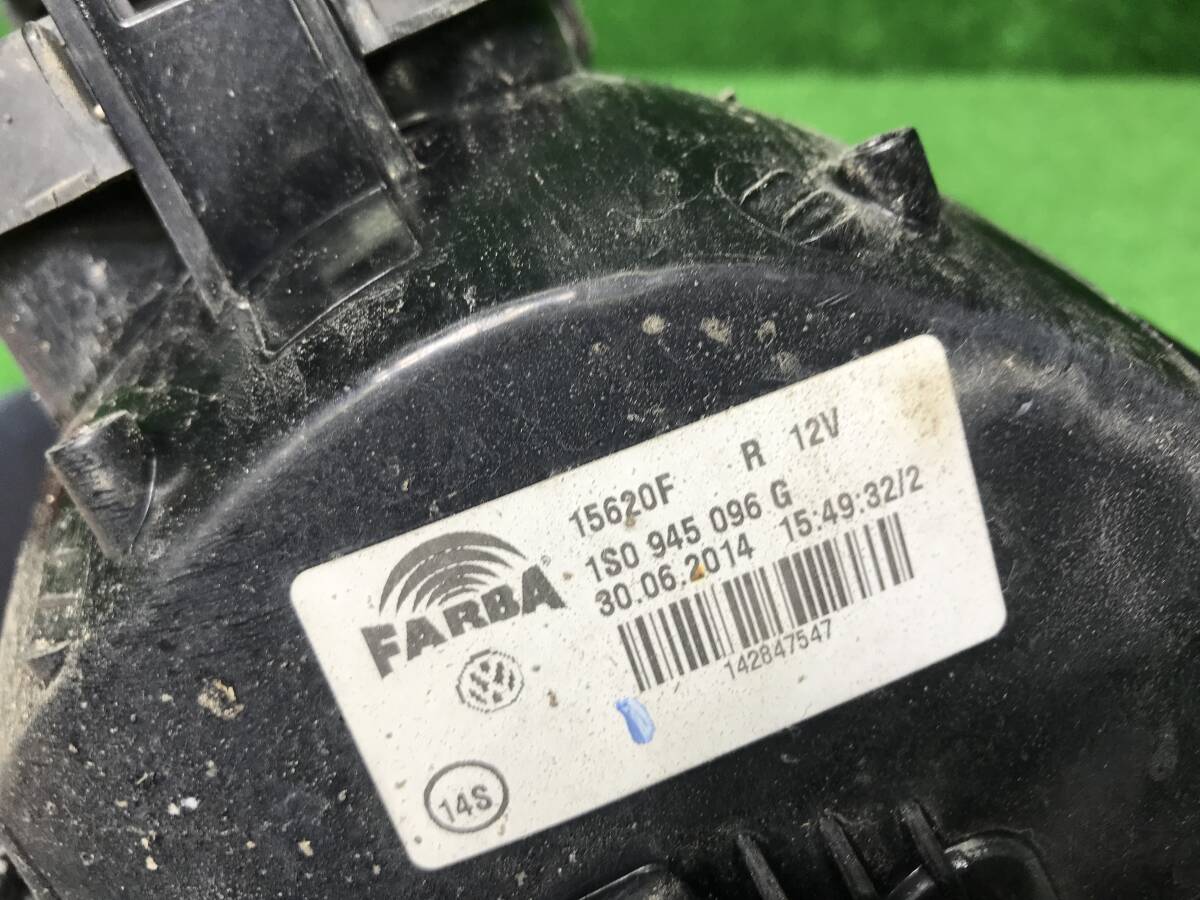 15620F R 12V
1S0 945 096 G
30.06.2014 15:49:32/2
142847547
FARBA®
14S